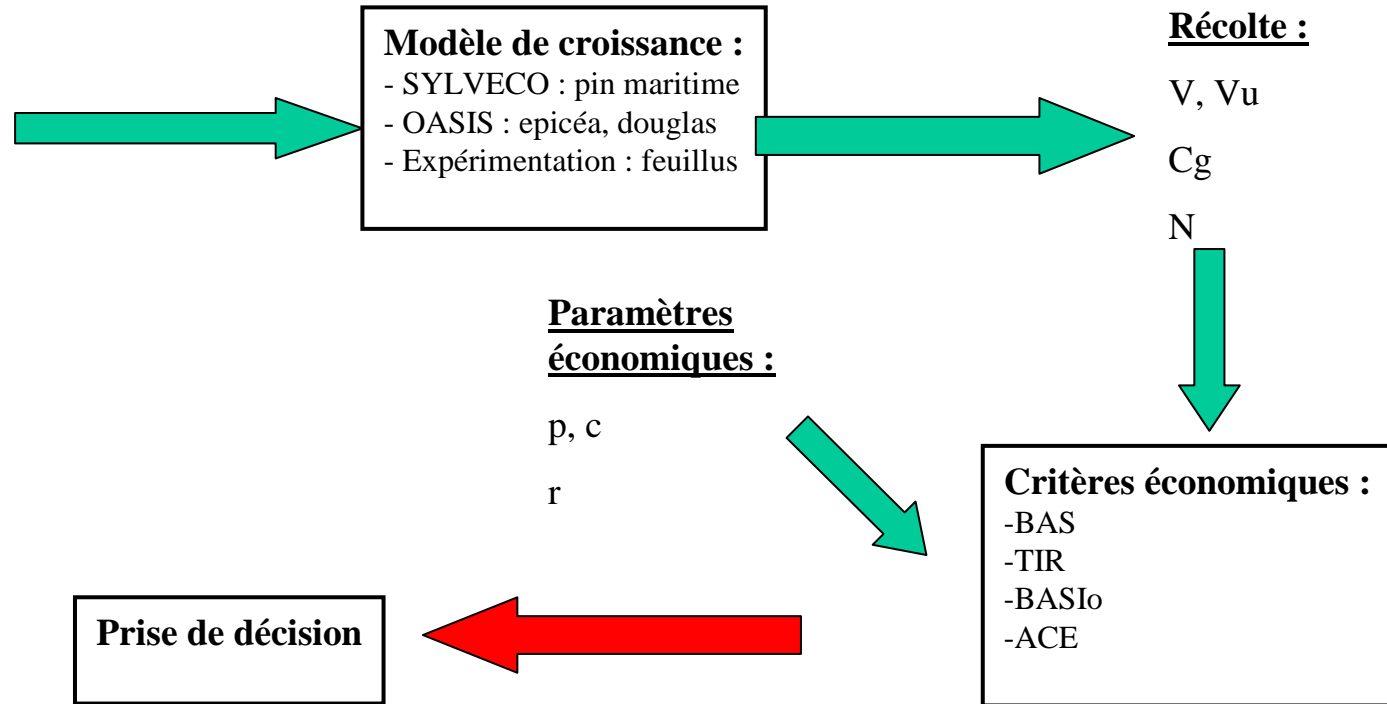 Modèle de croissance :
- SYLVECO : pin maritime
- OASIS : epicéa, douglas
- Expérimentation : feuillus
Récolte :
V, Vu
Cg
N
Paramètres
économiques :
p, c
r
Critères économiques :
-BAS
-TIR
-BASIo
-ACE
Prise de décision